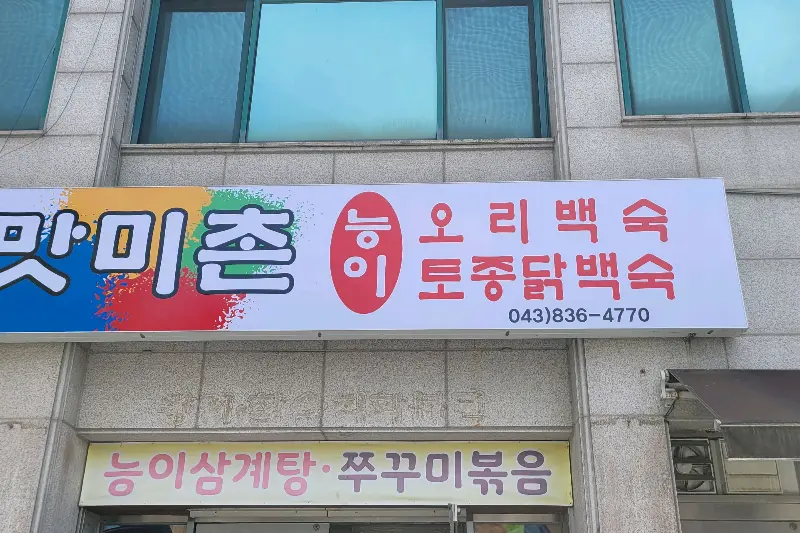 맛미촌
능이
오리백숙
토종닭백숙
043)836-4770
능이삼계탕·쭈꾸미볶음